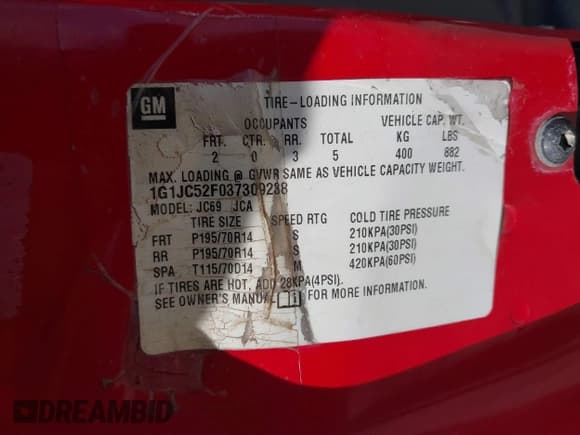 GM
TIRE-LOADING INFORMATION
OCCUPANTS VEHICLE CAP. WT.
FRT. CTR. RR. TOTAL KG LBS
2 0 3 5 400 882
MAX. LOADING @ GVWR SAME AS VEHICLE CAPACITY WEIGHT.
1G1JC52F037309288
MODEL: JC69 JCA
TIRE SIZE SPEED RTG COLD TIRE PRESSURE
FRT P195/70R14 S 210KPA(30PSI)
RR P195/70R14 S 210KPA(30PSI)
SPA T115/70D14 M 420KPA(60PSI)
IF TIRES ARE HOT, ADD 28KPA(4PSI).
SEE OWNER'S MANUAL FOR MORE INFORMATION.
DREAMBID